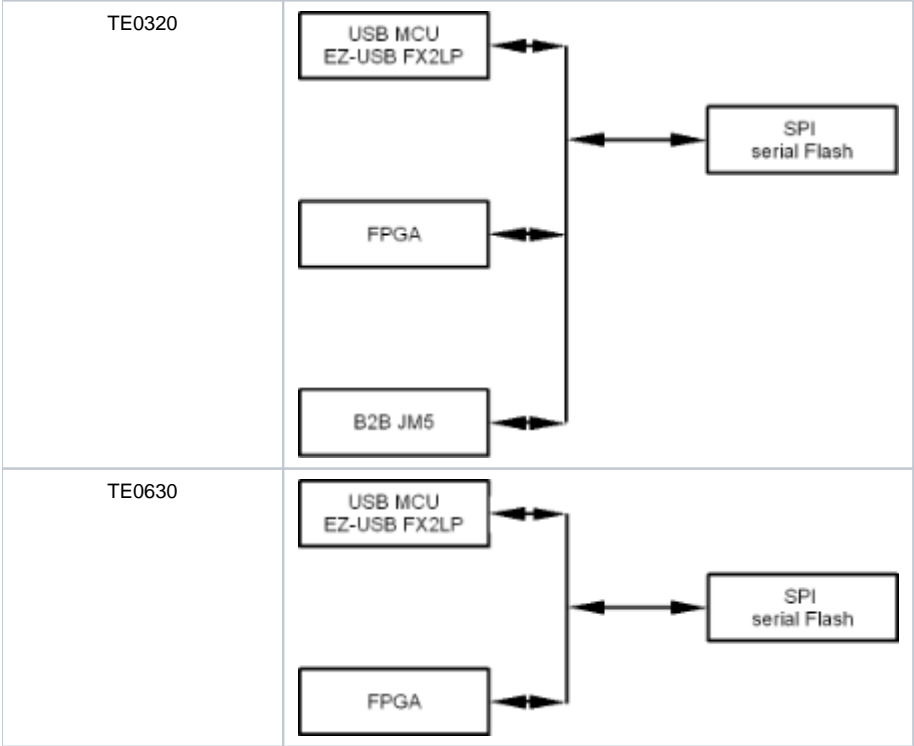 TE0320
USB MCU
EZ-USB FX2LP
SPI
serial Flash
FPGA
B2B JM5
TE0630
USB MCU
EZ-USB FX2LP
SPI
serial Flash
FPGA